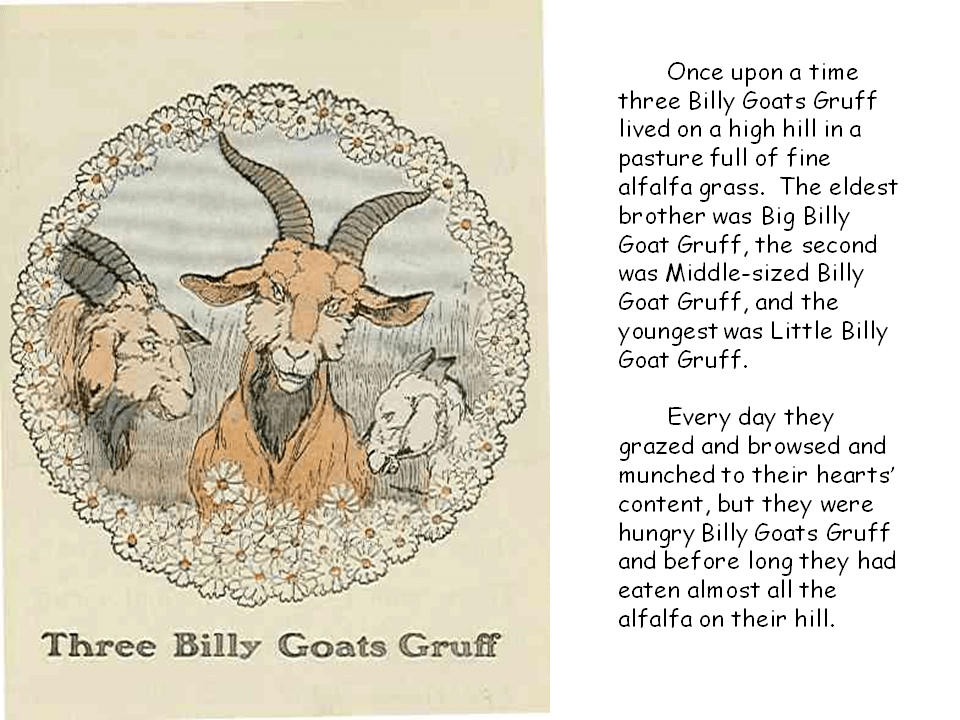 Three Billy Goats Gruff
Once upon a time
three Billy Goats Gruff
lived on a high hill in a
pasture full of fine
alfalfa grass.  The eldest
brother was Big Billy
Goat Gruff, the second
was Middle-sized Billy
Goat Gruff, and the
youngest was Little Billy
Goat Gruff.
Every day they
grazed and browsed and
munched to their hearts’
content, but they were
hungry Billy Goats Gruff
and before long they had
eaten almost all the
alfalfa on their hill.